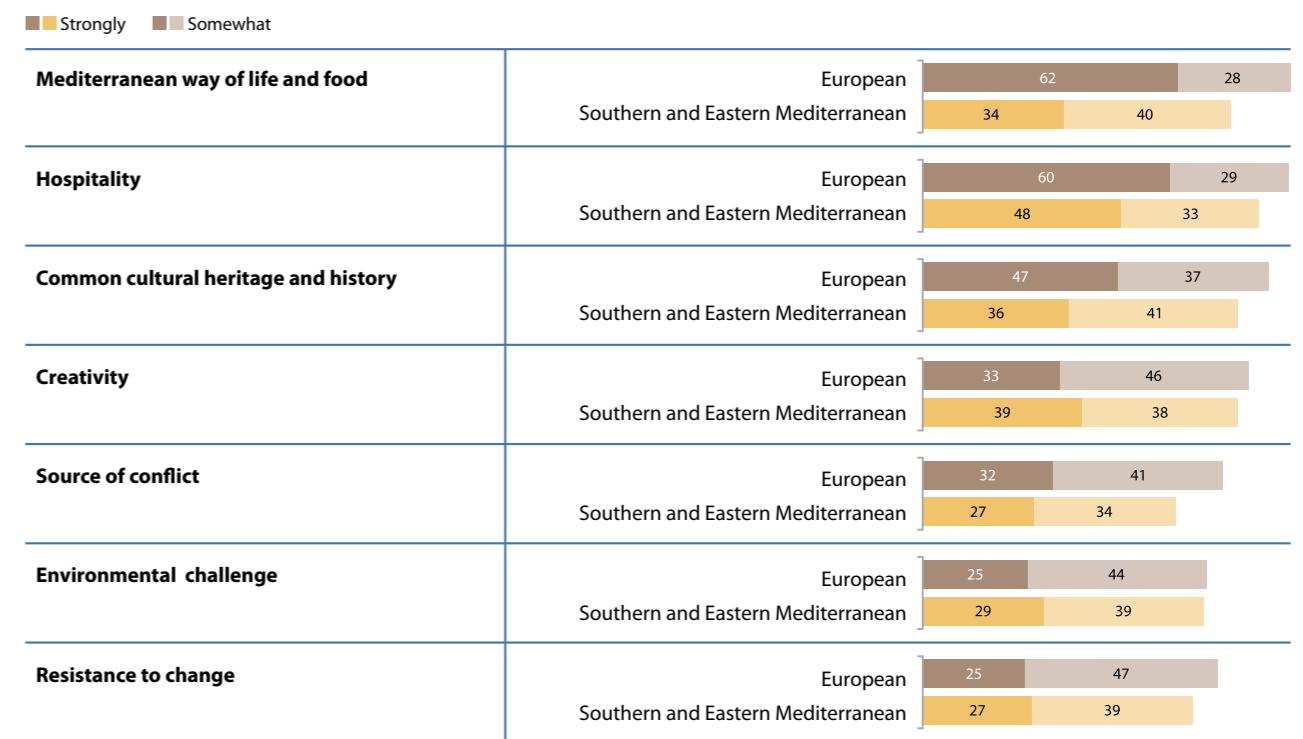 Strongly Somewhat
Mediterranean way of life and food
European 62 28
Southern and Eastern Mediterranean 34 40
Hospitality
European 60 29
Southern and Eastern Mediterranean 48 33
Common cultural heritage and history
European 47 37
Southern and Eastern Mediterranean 36 41
Creativity
European 33 46
Southern and Eastern Mediterranean 39 38
Source of conflict
European 32 41
Southern and Eastern Mediterranean 27 34
Environmental challenge
European 25 44
Southern and Eastern Mediterranean 29 39
Resistance to change
European 25 47
Southern and Eastern Mediterranean 27 39